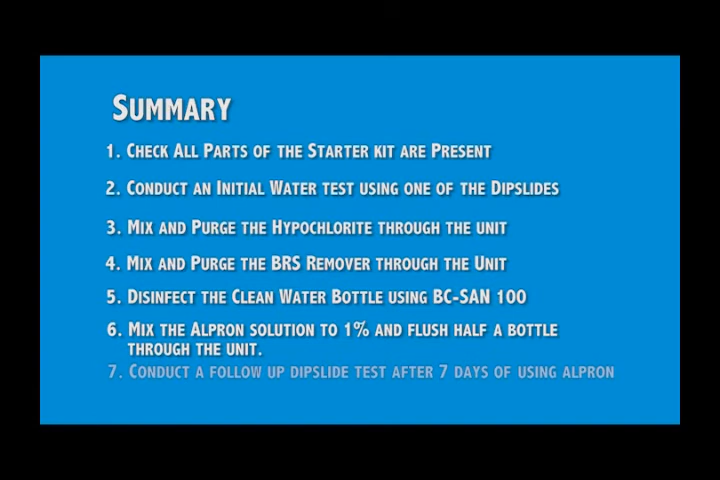 Summary
1. Check All Parts of the Starter kit are Present
2. Conduct an Initial Water test using one of the Dipslides
3. Mix and Purge the Hypochlorite through the unit
4. Mix and Purge the BRS Remover through the Unit
5. Disinfect the Clean Water Bottle using BC-SAN 100
6. Mix the Alpron solution to 1% and flush half a bottle
through the unit.
7. Conduct a follow up dipslide test after 7 days of using alpron